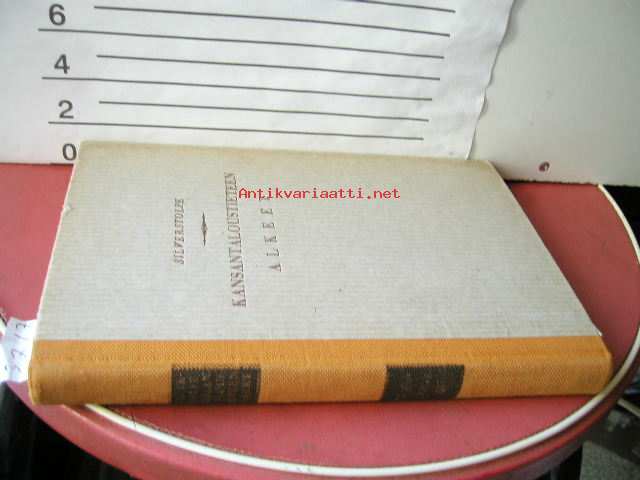 6
4
2
0
SILVERSTOLPE
KANSANTALOUSTIETEEN
ALKEET
Antikvariaatti.net